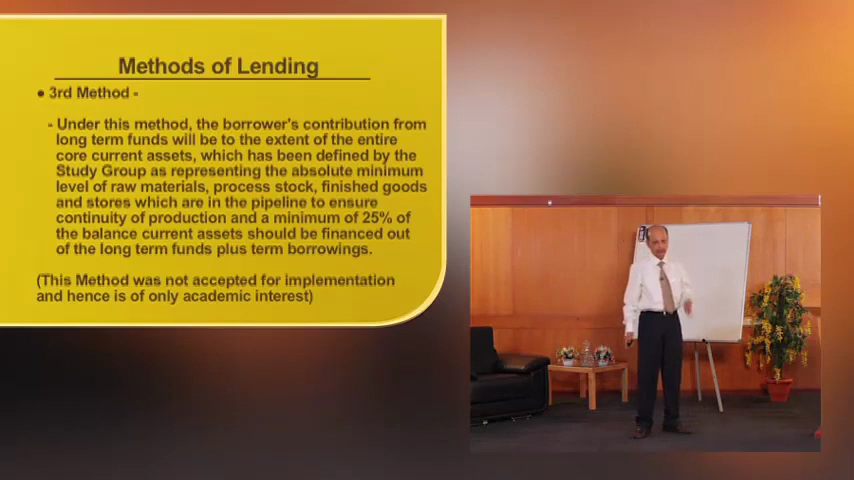 Methods of Lending
● 3rd Method -
- Under this method, the borrower's contribution from
long term funds will be to the extent of the entire
core current assets, which has been defined by the
Study Group as representing the absolute minimum
level of raw materials, process stock, finished goods
and stores which are in the pipeline to ensure
continuity of production and a minimum of 25% of
the balance current assets should be financed out
of the long term funds plus term borrowings.
(This Method was not accepted for implementation
and hence is of only academic interest)